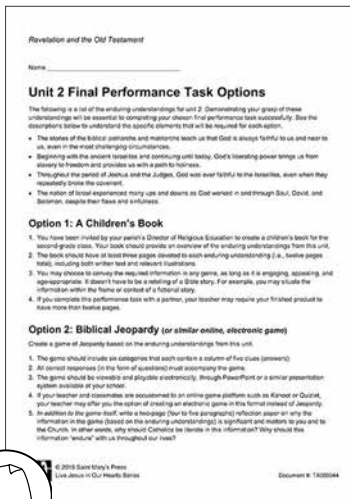 Revelation and the Old Testament
Name
Unit 2 Final Performance Task Options
The following is a list of the enduring understandings for unit 2. Demonstrating your grasp of these
understandings will be essential to completing your chosen final performance task successfully. See the
descriptions below to understand the specific elements that will be required for each option.
• The stories of the biblical patriarchs and matriarchs teach us that God is always faithful to us and near to
us, even in the most challenging circumstances.
• Beginning with the ancient Israelites and continuing until today, God's liberating power brings us from
slavery to freedom and provides us with a path to holiness.
• Throughout the period of Joshua and the Judges, God was ever faithful to the Israelites, even when they
repeatedly broke the covenant.
• The nation of Israel experienced many ups and downs as God worked in and through Saul, David, and
Solomon, despite their flaws and sinfulness.
Option 1: A Children's Book
1. You have been invited by your parish's Director of Religious Education to create a children's book for the
second-grade class. Your book should provide an overview of the enduring understandings from this unit.
2. The book should have at least three pages devoted to each enduring understanding (i.e., twelve pages
total), including both written text and relevant illustrations.
3. You may choose to convey the required information in any genre, as long as it is engaging, appealing, and
age-appropriate. It doesn't have to be a retelling of a Bible story. For example, you may situate the
information within the frame or context of a fictional story.
4. If you complete this performance task with a partner, your teacher may require your finished product to
have more than twelve pages.
Option 2: Biblical Jeopardy (or similar online, electronic game)
Create a game of Jeopardy based on the enduring understandings from this unit.
1. The game should include six categories that each contain a column of five clues (answers).
2. All correct responses (in the form of questions) must accompany the game.
3. The game should be viewable and playable electronically, through PowerPoint or a similar presentation
system available at your school.
4. If your teacher and classmates are accustomed to an online game platform such as Kahoot or Quizlet,
your teacher may offer you the option of creating an electronic game in this format instead of Jeopardy.
5. In addition to the game itself, write a two-page (four to five paragraphs) reflection paper on why the
information in the game (based on the enduring understandings) is significant and matters to you and to
the Church. In other words, why should Catholics be literate in this information? Why should this
information "endure" with us throughout our lives?
© 2019 Saint Mary's Press
Live Jesus in Our Hearts Series
Document #: TX006344